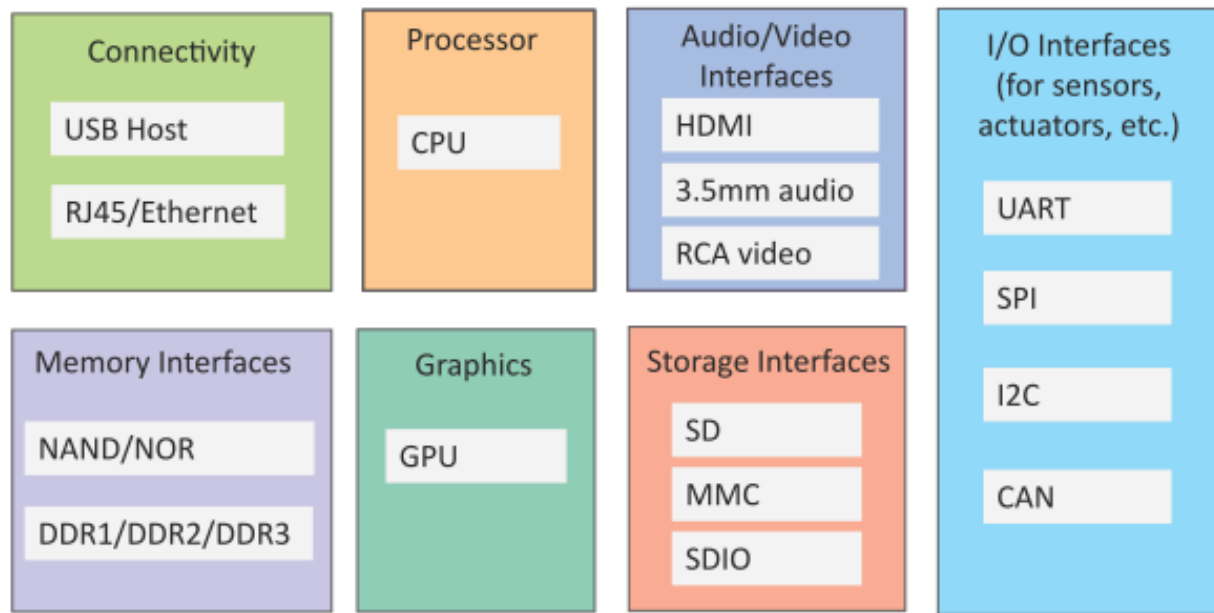 Connectivity
USB Host
RJ45/Ethernet
Processor
CPU
Audio/Video
Interfaces
HDMI
3.5mm audio
RCA video
I/O Interfaces
(for sensors,
actuators, etc.)
UART
SPI
I2C
CAN
Memory Interfaces
NAND/NOR
DDR1/DDR2/DDR3
Graphics
GPU
Storage Interfaces
SD
MMC
SDIO